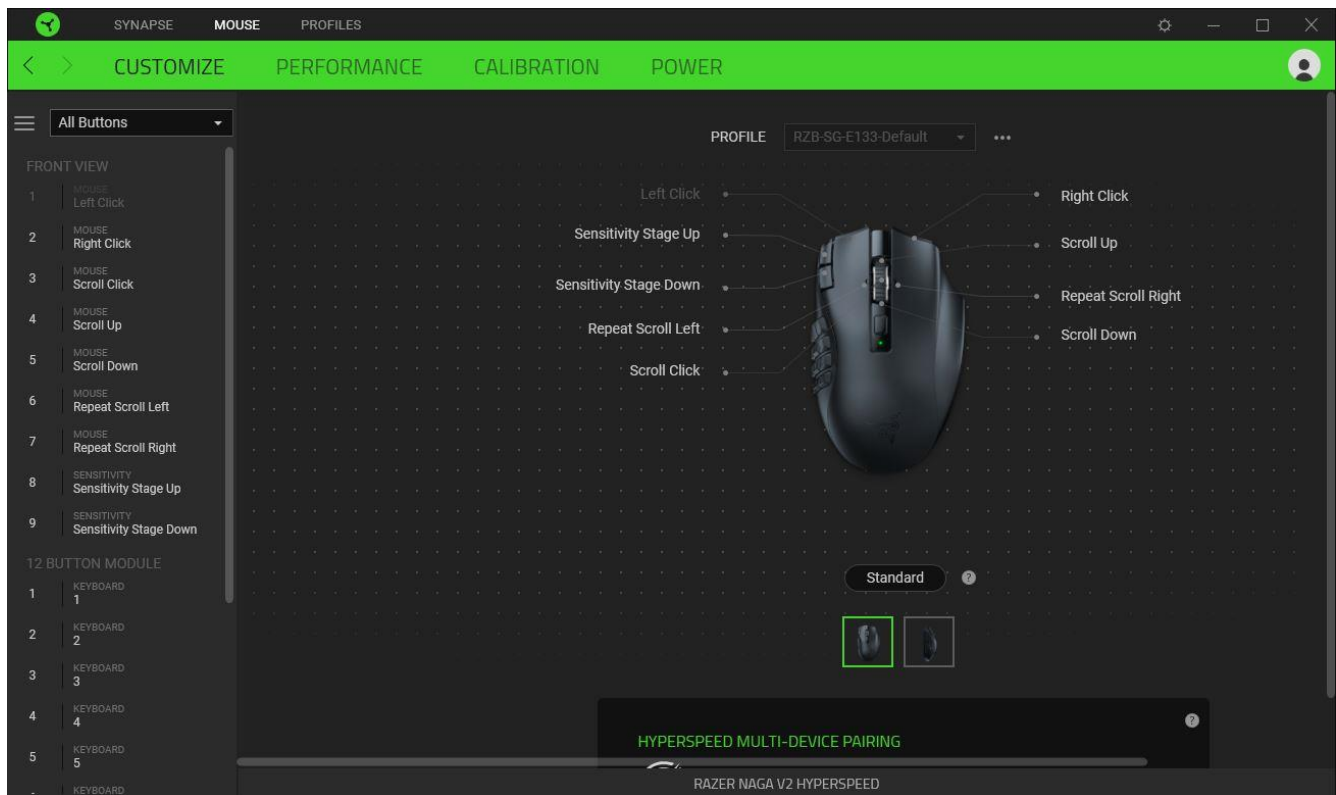 SYNAPSE MOUSE PROFILES
CUSTOMIZE PERFORMANCE CALIBRATION POWER
All Buttons
PROFILE RZB-SG-E133-Default
FRONT VIEW
1 MOUSE
Left Click
2 MOUSE
Right Click
3 MOUSE
Scroll Click
4 MOUSE
Scroll Up
5 MOUSE
Scroll Down
6 MOUSE
Repeat Scroll Left
7 MOUSE
Repeat Scroll Right
8 SENSITIVITY
Sensitivity Stage Up
9 SENSITIVITY
Sensitivity Stage Down
12 BUTTON MODULE
1 KEYBOARD
1
2 KEYBOARD
2
3 KEYBOARD
3
4 KEYBOARD
4
5 KEYBOARD
5
KEYBOARD
Left Click
Sensitivity Stage Up
Sensitivity Stage Down
Repeat Scroll Left
Scroll Click
Right Click
Scroll Up
Repeat Scroll Right
Scroll Down
Standard ?
?
HYPERSPEED MULTI-DEVICE PAIRING
RAZER NAGA V2 HYPERSPEED